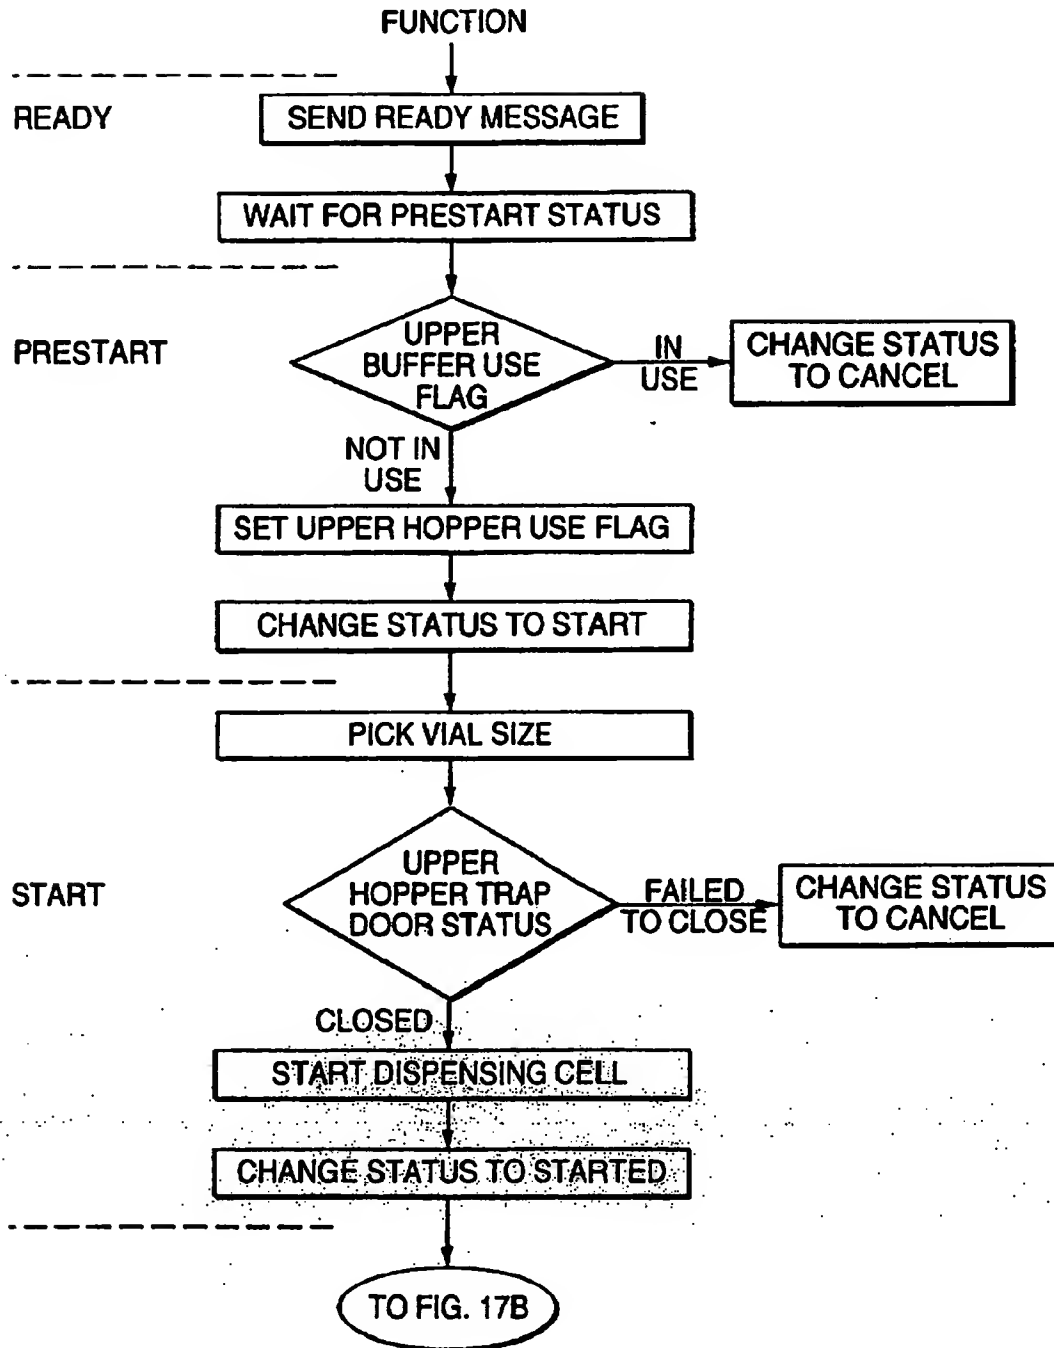 FUNCTION
READY
SEND READY MESSAGE
WAIT FOR PRESTART STATUS
PRESTART
UPPER
BUFFER USE
FLAG
IN
USE
CHANGE STATUS
TO CANCEL
NOT IN
USE
SET UPPER HOPPER USE FLAG
CHANGE STATUS TO START
PICK VIAL SIZE
START
UPPER
HOPPER TRAP
DOOR STATUS
FAILED
TO CLOSE
CHANGE STATUS
TO CANCEL
CLOSED
START DISPENSING CELL
CHANGE STATUS TO STARTED
TO FIG. 17B